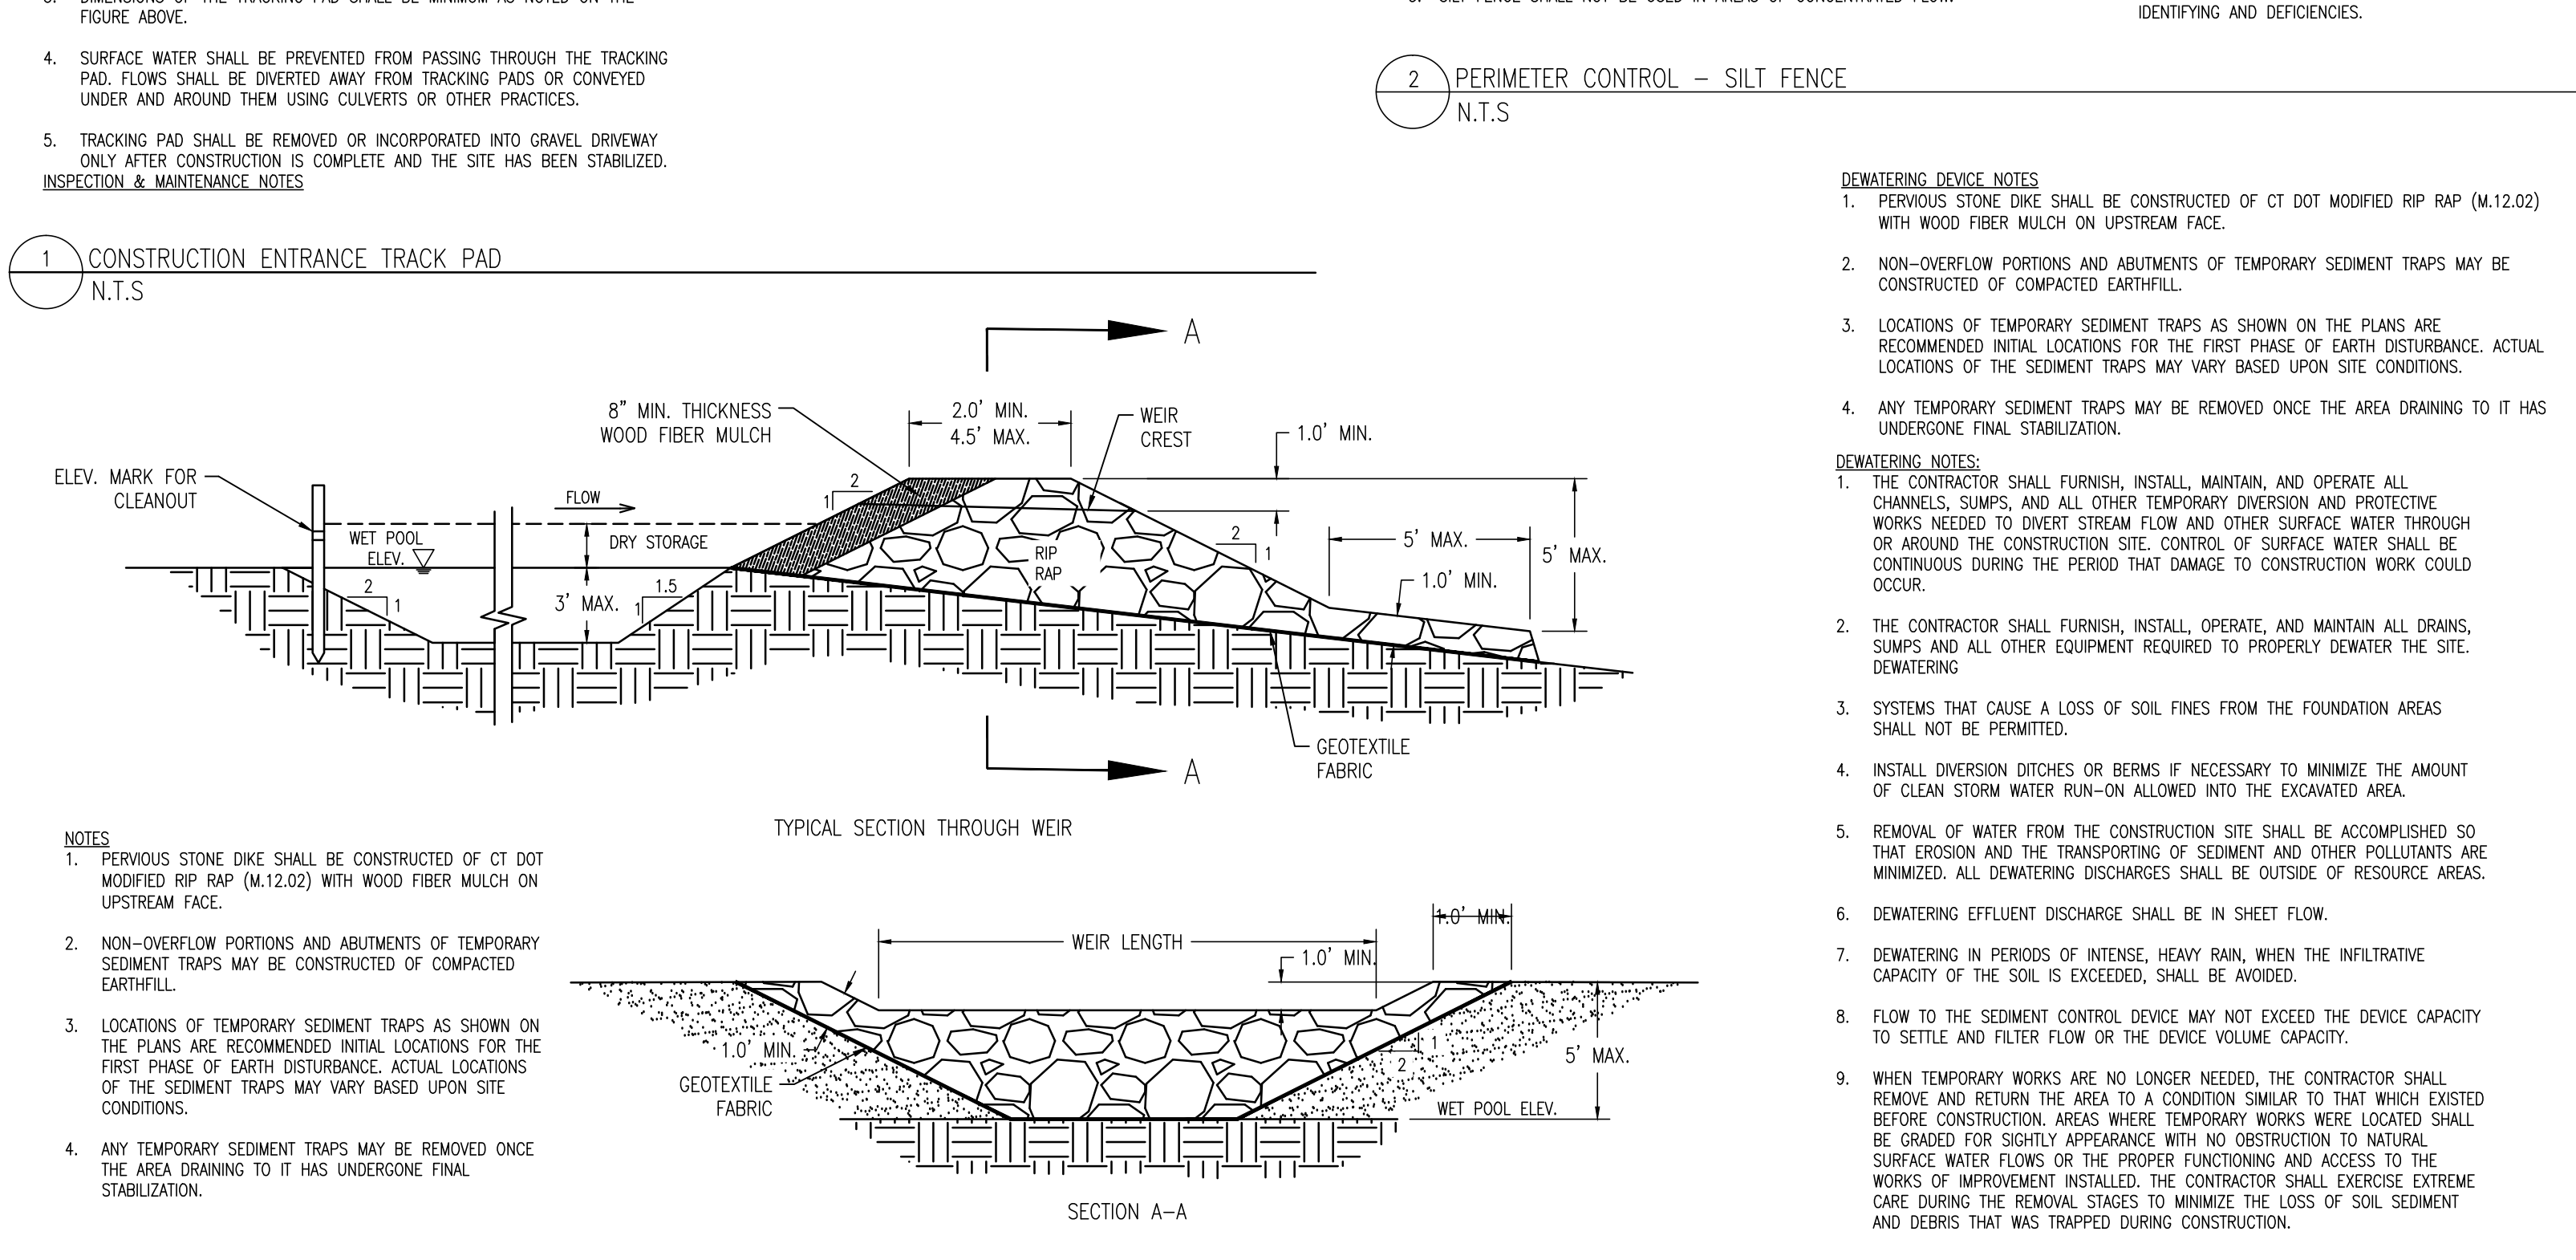 FIGURE ABOVE.
4. SURFACE WATER SHALL BE PREVENTED FROM PASSING THROUGH THE TRACKING
PAD. FLOWS SHALL BE DIVERTED AWAY FROM TRACKING PADS OR CONVEYED
UNDER AND AROUND THEM USING CULVERTS OR OTHER PRACTICES.
5. TRACKING PAD SHALL BE REMOVED OR INCORPORATED INTO GRAVEL DRIVEWAY
ONLY AFTER CONSTRUCTION IS COMPLETE AND THE SITE HAS BEEN STABILIZED.
INSPECTION & MAINTENANCE NOTES
1 CONSTRUCTION ENTRANCE TRACK PAD
N.T.S
IDENTIFYING AND DEFICIENCIES.
2 PERIMETER CONTROL – SILT FENCE
N.T.S
A
8" MIN. THICKNESS
WOOD FIBER MULCH
2.0' MIN.
4.5' MAX.
WEIR
CREST
1.0' MIN.
ELEV. MARK FOR
CLEANOUT
2
1
FLOW
WET POOL
ELEV.
DRY STORAGE
RIP
RAP
2
1
5' MAX.
5' MAX.
1.0' MIN.
2
1
3' MAX.
1.5
1
GEOTEXTILE
FABRIC
A
TYPICAL SECTION THROUGH WEIR
NOTES
1. PERVIOUS STONE DIKE SHALL BE CONSTRUCTED OF CT DOT
MODIFIED RIP RAP (M.12.02) WITH WOOD FIBER MULCH ON
UPSTREAM FACE.
2. NON-OVERFLOW PORTIONS AND ABUTMENTS OF TEMPORARY
SEDIMENT TRAPS MAY BE CONSTRUCTED OF COMPACTED
EARTHFILL.
3. LOCATIONS OF TEMPORARY SEDIMENT TRAPS AS SHOWN ON
THE PLANS ARE RECOMMENDED INITIAL LOCATIONS FOR THE
FIRST PHASE OF EARTH DISTURBANCE. ACTUAL LOCATIONS
OF THE SEDIMENT TRAPS MAY VARY BASED UPON SITE
CONDITIONS.
4. ANY TEMPORARY SEDIMENT TRAPS MAY BE REMOVED ONCE
THE AREA DRAINING TO IT HAS UNDERGONE FINAL
STABILIZATION.
1.0' MIN.
WEIR LENGTH
1.0' MIN.
1.0' MIN.
GEOTEXTILE
FABRIC
1
2
5' MAX.
WET POOL ELEV.
SECTION A-A
DEWATERING DEVICE NOTES
1. PERVIOUS STONE DIKE SHALL BE CONSTRUCTED OF CT DOT MODIFIED RIP RAP (M.12.02)
WITH WOOD FIBER MULCH ON UPSTREAM FACE.
2. NON-OVERFLOW PORTIONS AND ABUTMENTS OF TEMPORARY SEDIMENT TRAPS MAY BE
CONSTRUCTED OF COMPACTED EARTHFILL.
3. LOCATIONS OF TEMPORARY SEDIMENT TRAPS AS SHOWN ON THE PLANS ARE
RECOMMENDED INITIAL LOCATIONS FOR THE FIRST PHASE OF EARTH DISTURBANCE. ACTUAL
LOCATIONS OF THE SEDIMENT TRAPS MAY VARY BASED UPON SITE CONDITIONS.
4. ANY TEMPORARY SEDIMENT TRAPS MAY BE REMOVED ONCE THE AREA DRAINING TO IT HAS
UNDERGONE FINAL STABILIZATION.
DEWATERING NOTES:
1. THE CONTRACTOR SHALL FURNISH, INSTALL, MAINTAIN, AND OPERATE ALL
CHANNELS, SUMPS, AND ALL OTHER TEMPORARY DIVERSION AND PROTECTIVE
WORKS NEEDED TO DIVERT STREAM FLOW AND OTHER SURFACE WATER THROUGH
OR AROUND THE CONSTRUCTION SITE. CONTROL OF SURFACE WATER SHALL BE
CONTINUOUS DURING THE PERIOD THAT DAMAGE TO CONSTRUCTION WORK COULD
OCCUR.
2. THE CONTRACTOR SHALL FURNISH, INSTALL, OPERATE, AND MAINTAIN ALL DRAINS,
SUMPS AND ALL OTHER EQUIPMENT REQUIRED TO PROPERLY DEWATER THE SITE.
DEWATERING
3. SYSTEMS THAT CAUSE A LOSS OF SOIL FINES FROM THE FOUNDATION AREAS
SHALL NOT BE PERMITTED.
4. INSTALL DIVERSION DITCHES OR BERMS IF NECESSARY TO MINIMIZE THE AMOUNT
OF CLEAN STORM WATER RUN-ON ALLOWED INTO THE EXCAVATED AREA.
5. REMOVAL OF WATER FROM THE CONSTRUCTION SITE SHALL BE ACCOMPLISHED SO
THAT EROSION AND THE TRANSPORTING OF SEDIMENT AND OTHER POLLUTANTS ARE
MINIMIZED. ALL DEWATERING DISCHARGES SHALL BE OUTSIDE OF RESOURCE AREAS.
6. DEWATERING EFFLUENT DISCHARGE SHALL BE IN SHEET FLOW.
7. DEWATERING IN PERIODS OF INTENSE, HEAVY RAIN, WHEN THE INFILTRATIVE
CAPACITY OF THE SOIL IS EXCEEDED, SHALL BE AVOIDED.
8. FLOW TO THE SEDIMENT CONTROL DEVICE MAY NOT EXCEED THE DEVICE CAPACITY
TO SETTLE AND FILTER FLOW OR THE DEVICE VOLUME CAPACITY.
9. WHEN TEMPORARY WORKS ARE NO LONGER NEEDED, THE CONTRACTOR SHALL
REMOVE AND RETURN THE AREA TO A CONDITION SIMILAR TO THAT WHICH EXISTED
BEFORE CONSTRUCTION. AREAS WHERE TEMPORARY WORKS WERE LOCATED SHALL
BE GRADED FOR SIGHTLY APPEARANCE WITH NO OBSTRUCTION TO NATURAL
SURFACE WATER FLOWS OR THE PROPER FUNCTIONING AND ACCESS TO THE
WORKS OF IMPROVEMENT INSTALLED. THE CONTRACTOR SHALL EXERCISE EXTREME
CARE DURING THE REMOVAL STAGES TO MINIMIZE THE LOSS OF SOIL SEDIMENT
AND DEBRIS THAT WAS TRAPPED DURING CONSTRUCTION.